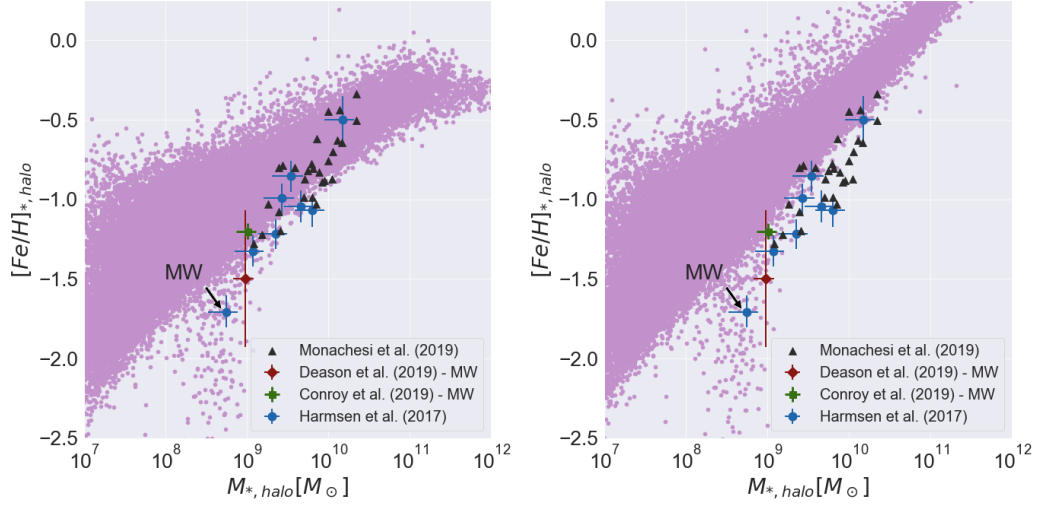 0.0
−0.5
−1.0
−1.5
−2.0
−2.5
[Fe/H]*, halo
MW
Monachesi et al. (2019)
Deason et al. (2019) - MW
Conroy et al. (2019) - MW
Harmsen et al. (2017)
10^7 10^8 10^9 10^10 10^11 10^12
M*, halo[M⊙]
0.0
−0.5
−1.0
−1.5
−2.0
−2.5
[Fe/H]*, halo
MW
Monachesi et al. (2019)
Deason et al. (2019) - MW
Conroy et al. (2019) - MW
Harmsen et al. (2017)
10^7 10^8 10^9 10^10 10^11 10^12
M*, halo[M⊙]